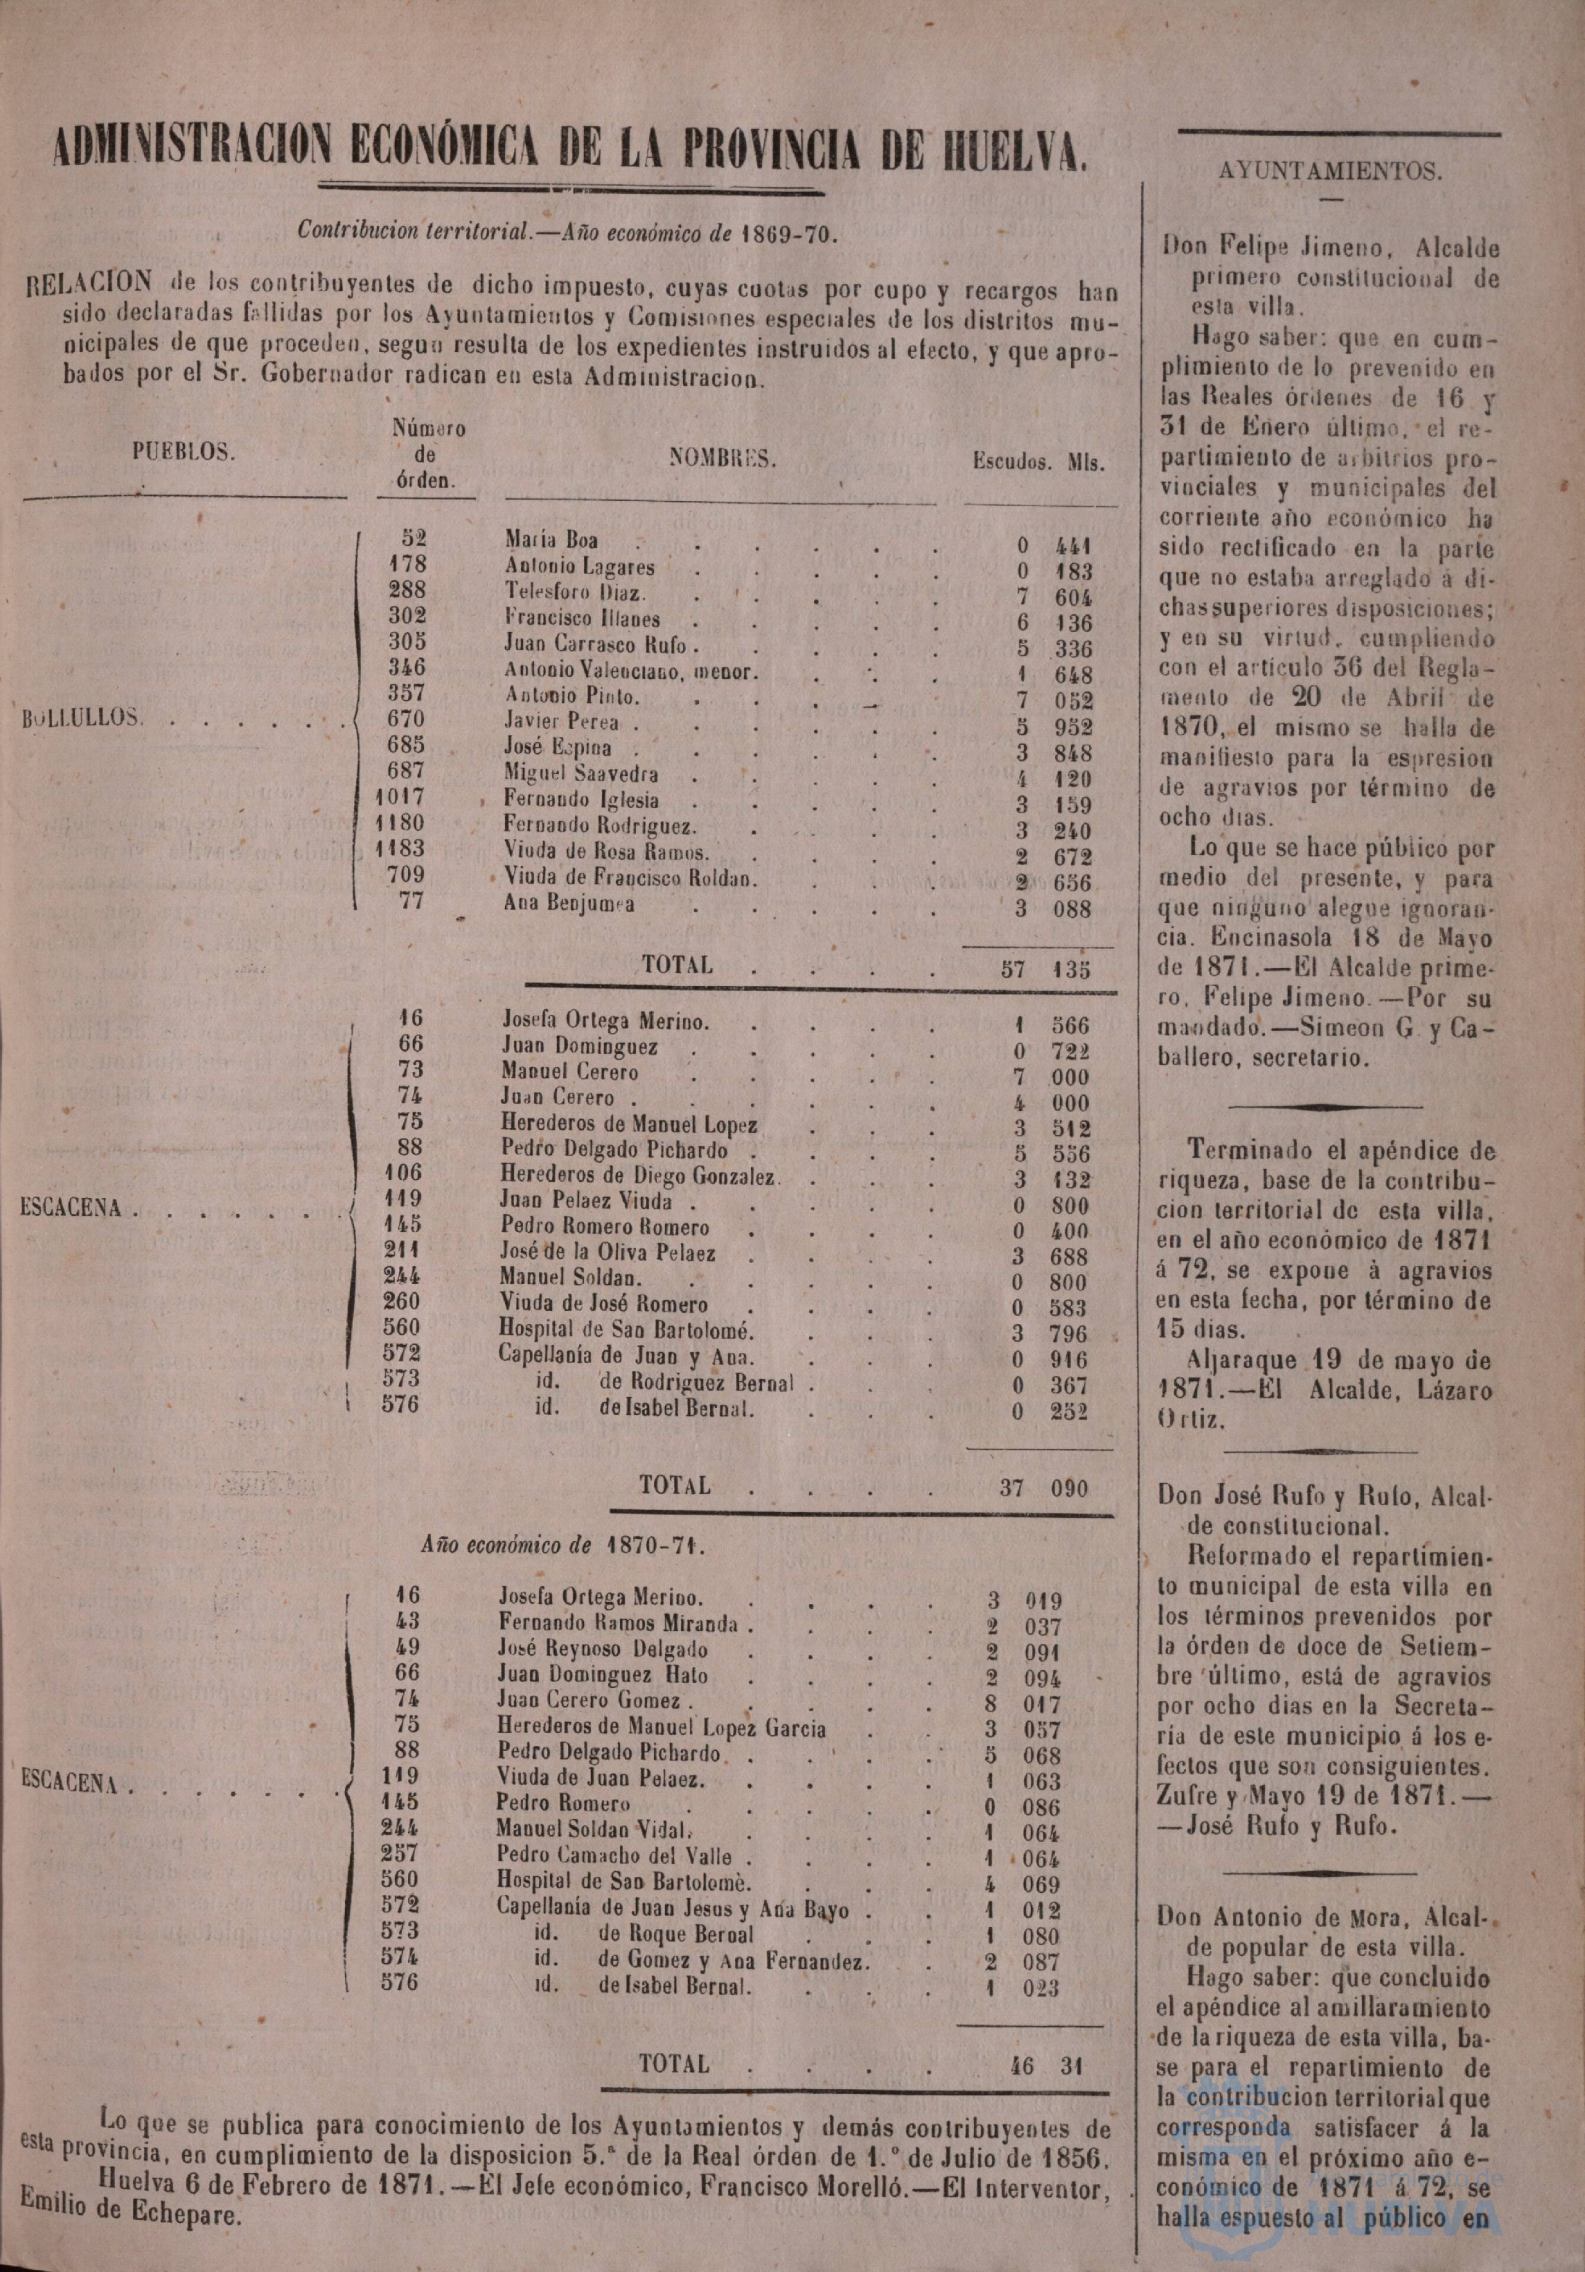 ADMINISTRACION ECONÓMICA DE LA PROVINCIA DE HUELVA.
Contribucion territorial.—Año económico de 1869-70.
RELACION de los contribuyentes de dicho impuesto, cuyas cuotas por cupo y recargos han
sido declaradas fallidas por los Ayuntamientos y Comisiones especiales de los distritos mu-
nicipales de que proceden, segun resulta de los expedientes instruidos al efecto, y que apro-
bados por el Sr. Gobernador radican en esta Administracion.
PUEBLOS. Número de órden. NOMBRES. Escudos. Mls.
BOLLULLOS. . . . . . .
52 María Boa . . . . . 0 441
178 Antonio Lagares . . . . . 0 183
288 Telesforo Diaz. . . . . . 7 604
302 Francisco Illanes . . . . . 6 136
305 Juan Carrasco Rufo . . . . . 5 336
346 Antonio Valenciano, menor. . . . 1 648
357 Antonio Pinto. . . . . 7 052
670 Javier Perea . . . . . 5 952
685 José Espina . . . . . 3 848
687 Miguel Saavedra . . . . . 4 120
1017 Fernando Iglesia . . . . . 3 159
1180 Fernando Rodriguez. . . . . 3 240
1183 Viuda de Rosa Ramos. . . . . 2 672
709 Viuda de Francisco Roldan. . . . 2 656
77 Ana Benjumea . . . . . 3 088
TOTAL . . . . 57 135
ESCACENA . . . . . . .
16 Josefa Ortega Merino. . . . . 1 566
66 Juan Dominguez . . . . . 0 722
73 Manuel Cerero . . . . . 7 000
74 Juan Cerero . . . . . 4 000
75 Herederos de Manuel Lopez . . . 3 512
88 Pedro Delgado Pichardo . . . . 5 556
106 Herederos de Diego Gonzalez. . . . 3 132
119 Juan Pelaez Viuda . . . . . 0 800
145 Pedro Romero Romero . . . . 0 400
211 José de la Oliva Pelaez . . . . 3 688
244 Manuel Soldan. . . . . . 0 800
260 Viuda de José Romero . . . . 0 583
560 Hospital de San Bartolomé. . . . 3 796
572 Capellanía de Juan y Ana. . . . 0 916
573 id. de Rodriguez Bernal . . . 0 367
576 id. de Isabel Bernal. . . . 0 252
TOTAL . . . . 37 090
Año económico de 1870-71.
ESCACENA . . . . . . .
16 Josefa Ortega Merino. . . . . 3 019
43 Fernando Ramos Miranda . . . . 2 037
49 José Reynoso Delgado . . . . 2 091
66 Juan Dominguez Hato . . . . 2 094
74 Juan Cerero Gomez . . . . . 8 017
75 Herederos de Manuel Lopez Garcia . . 3 057
88 Pedro Delgado Pichardo . . . . 5 068
119 Viuda de Juan Pelaez. . . . . 1 063
145 Pedro Romero . . . . . 0 086
244 Manuel Soldan Vidal. . . . . 1 064
257 Pedro Camacho del Valle . . . . 1 064
560 Hospital de San Bartolomè. . . . 4 069
572 Capellanía de Juan Jesus y Ana Bayo . . 1 012
573 id. de Roque Bernal . . . 1 080
574 id. de Gomez y Ana Fernandez. . . 2 087
576 id. de Isabel Bernal. . . . 1 023
TOTAL . . . . 46 31
Lo que se publica para conocimiento de los Ayuntamientos y demás contribuyentes de
esta provincia, en cumplimiento de la disposicion 5.ª de la Real órden de 1.º de Julio de 1856.
Huelva 6 de Febrero de 1871.—El Jefe económico, Francisco Morelló.—El Interventor,
Emilio de Echepare.
AYUNTAMIENTOS.
Don Felipe Jimeno, Alcalde
primero constitucional de
esta villa.
Hago saber: que en cum-
plimiento de lo prevenido en
las Reales órdenes de 16 y
31 de Enero último, el re-
partimiento de arbitrios pro-
vinciales y municipales del
corriente año económico ha
sido rectificado en la parte
que no estaba arreglado á di-
chas superiores disposiciones;
y en su virtud, cumpliendo
con el artículo 36 del Regla-
mento de 20 de Abril de
1870, el mismo se halla de
manifiesto para la espresion
de agravios por término de
ocho dias.
Lo que se hace público por
medio del presente, y para
que ninguno alegue ignoran-
cia. Encinasola 18 de Mayo
de 1871.—El Alcalde prime-
ro, Felipe Jimeno.—Por su
mandado.—Simeon G. y Ca-
ballero, secretario.
Terminado el apéndice de
riqueza, base de la contribu-
cion territorial de esta villa,
en el año económico de 1871
á 72, se expone à agravios
en esta fecha, por término de
15 dias.
Aljaraque 19 de mayo de
1871.—El Alcalde, Lázaro
Ortiz.
Don José Rufo y Rufo, Alcal-
de constitucional.
Reformado el repartimien-
to municipal de esta villa en
los términos prevenidos por
la órden de doce de Setiem-
bre último, está de agravios
por ocho dias en la Secreta-
ría de este municipio á los e-
fectos que son consiguientes.
Zufre y Mayo 19 de 1871.—
—José Rufo y Rufo.
Don Antonio de Mora, Alcal-
de popular de esta villa.
Hago saber: que concluido
el apéndice al amillaramiento
de la riqueza de esta villa, ba-
se para el repartimiento de
la contribucion territorial que
corresponda satisfacer á la
misma en el próximo año e-
conómico de 1871 á 72, se
halla espuesto al público en
HUELVA